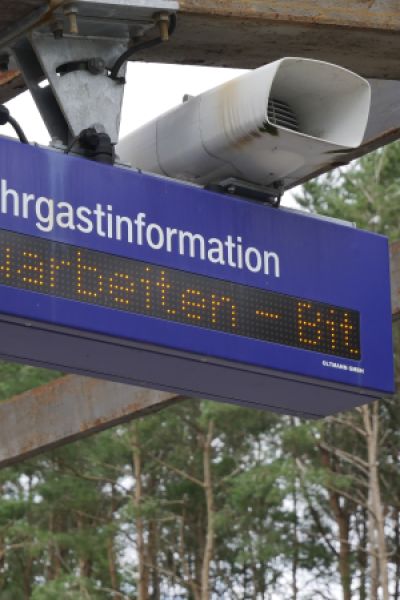 hrgastinformation
uarbeiten - Bit
OLTMANN GMBH